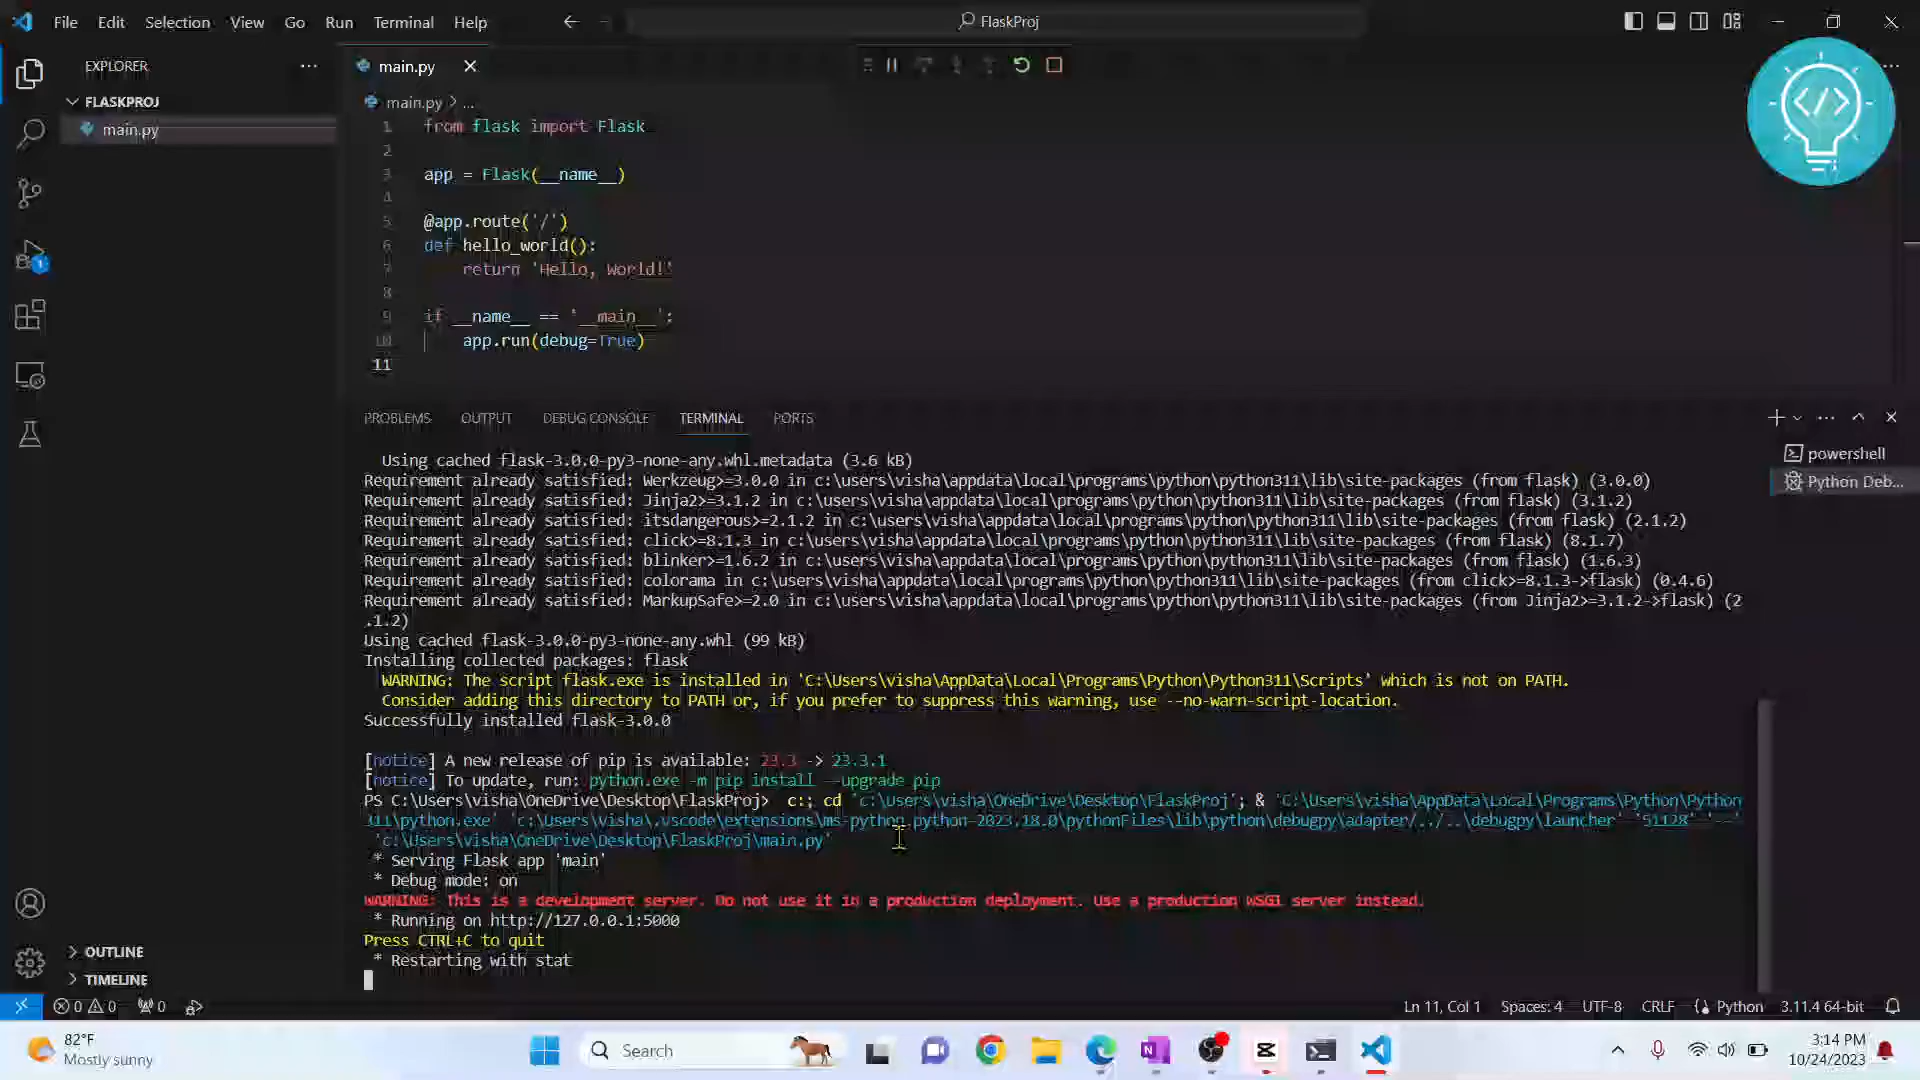 File Edit Selection View Go Run Terminal Help
FlaskProj
EXPLORER
FLASKPROJ
main.py
main.py
main.py > ...
1 from flask import Flask
2
3 app = Flask(__name__)
4
5 @app.route('/')
6 def hello_world():
7 return 'Hello, World!'
8
9 if __name__ == '__main__':
10 app.run(debug=True)
11
PROBLEMS OUTPUT DEBUG CONSOLE TERMINAL PORTS
powershell
Python Deb...
Using cached flask-3.0.0-py3-none-any.whl.metadata (3.6 kB)
Requirement already satisfied: Werkzeug>=3.0.0 in c:\users\visha\appdata\local\programs\python\python311\lib\site-packages (from flask) (3.0.0)
Requirement already satisfied: Jinja2>=3.1.2 in c:\users\visha\appdata\local\programs\python\python311\lib\site-packages (from flask) (3.1.2)
Requirement already satisfied: itsdangerous>=2.1.2 in c:\users\visha\appdata\local\programs\python\python311\lib\site-packages (from flask) (2.1.2)
Requirement already satisfied: click>=8.1.3 in c:\users\visha\appdata\local\programs\python\python311\lib\site-packages (from flask) (8.1.7)
Requirement already satisfied: blinker>=1.6.2 in c:\users\visha\appdata\local\programs\python\python311\lib\site-packages (from flask) (1.6.3)
Requirement already satisfied: colorama in c:\users\visha\appdata\local\programs\python\python311\lib\site-packages (from click>=8.1.3->flask) (0.4.6)
Requirement already satisfied: MarkupSafe>=2.0 in c:\users\visha\appdata\local\programs\python\python311\lib\site-packages (from Jinja2>=3.1.2->flask) (2
.1.2)
Using cached flask-3.0.0-py3-none-any.whl (99 kB)
Installing collected packages: flask
WARNING: The script flask.exe is installed in 'C:\Users\visha\AppData\Local\Programs\Python\Python311\Scripts' which is not on PATH.
Consider adding this directory to PATH or, if you prefer to suppress this warning, use --no-warn-script-location.
Successfully installed flask-3.0.0
[notice] A new release of pip is available: 23.3 -> 23.3.1
[notice] To update, run: python.exe -m pip install --upgrade pip
PS C:\Users\visha\OneDrive\Desktop\FlaskProj> c:; cd 'c:\Users\visha\OneDrive\Desktop\FlaskProj'; & 'C:\Users\visha\AppData\Local\Programs\Python\Python
311\python.exe' 'c:\Users\visha\.vscode\extensions\ms-python.python-2023.18.0\pythonFiles\lib\python\debugpy\adapter/../..\debugpy\launcher' '51128' '--'
'c:\Users\visha\OneDrive\Desktop\FlaskProj\main.py'
* Serving Flask app 'main'
* Debug mode: on
WARNING: This is a development server. Do not use it in a production deployment. Use a production WSGI server instead.
* Running on http://127.0.0.1:5000
Press CTRL+C to quit
* Restarting with stat
OUTLINE
TIMELINE
0 0 0
Ln 11, Col 1 Spaces: 4 UTF-8 CRLF Python 3.11.4 64-bit
82°F
Mostly sunny
Search
3:14 PM
10/24/2023